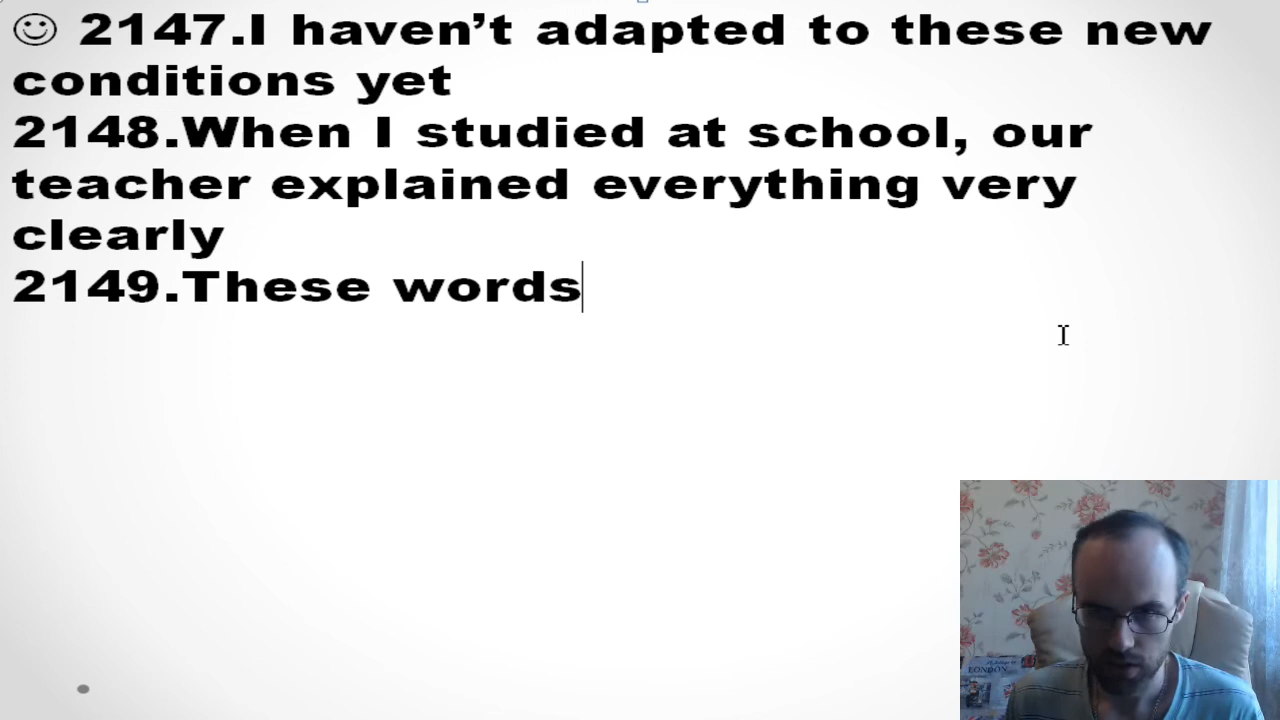 ☺ 2147.I haven’t adapted to these new
conditions yet
2148.When I studied at school, our
teacher explained everything very
clearly
2149.These words
LONDON